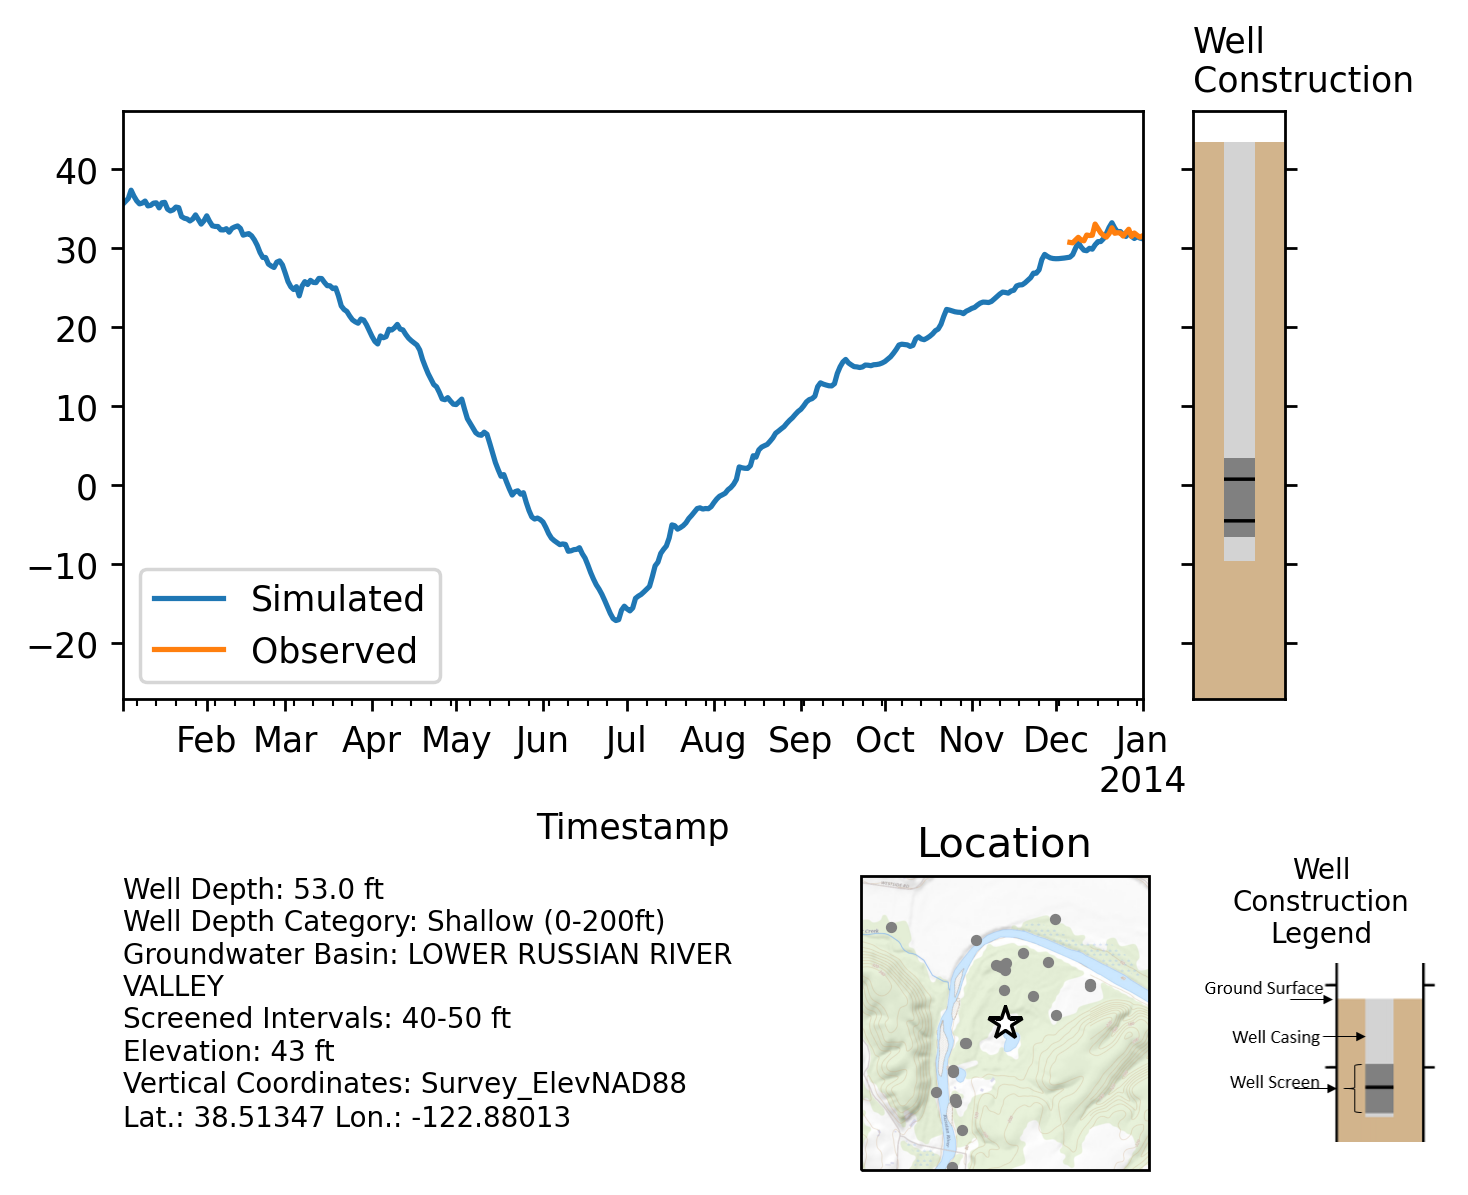 Well
Construction
40
30
20
10
0
−10
−20
Simulated
Observed
Feb Mar Apr May Jun Jul Aug Sep Oct Nov Dec Jan
2014
Timestamp
Well Depth: 53.0 ft
Well Depth Category: Shallow (0-200ft)
Groundwater Basin: LOWER RUSSIAN RIVER
VALLEY
Screened Intervals: 40-50 ft
Elevation: 43 ft
Vertical Coordinates: Survey_ElevNAD88
Lat.: 38.51347 Lon.: -122.88013
Location
Well
Construction
Legend
Ground Surface
Well Casing
Well Screen